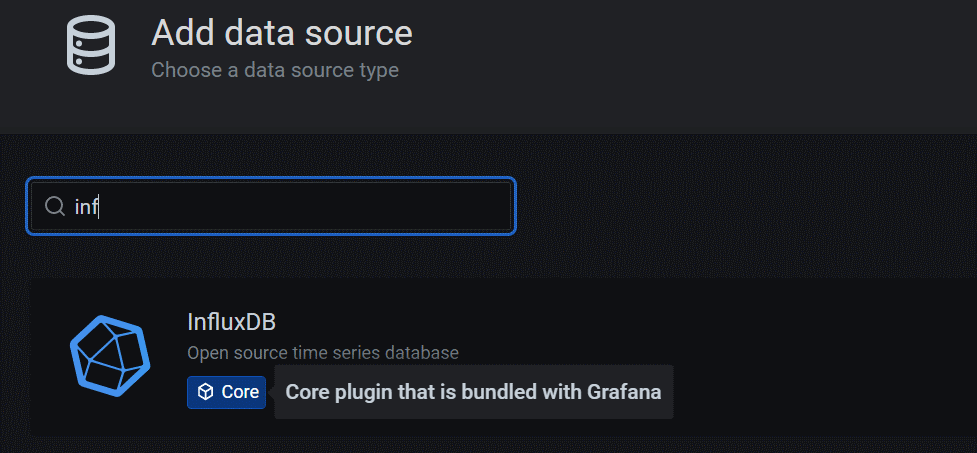 Add data source
Choose a data source type
inf
InfluxDB
Open source time series database
Core
Core plugin that is bundled with Grafana